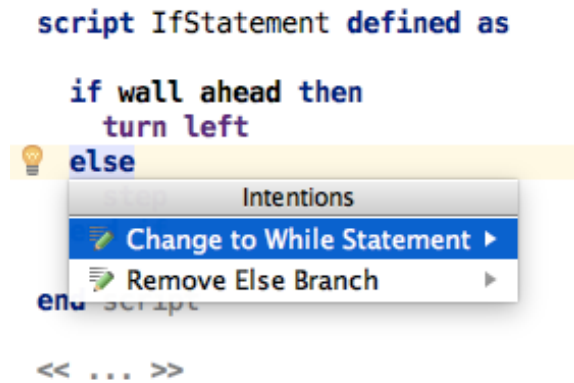 script IfStatement defined as
if wall ahead then
turn left
else
step
Intentions
Change to While Statement
Remove Else Branch
end script
<< ... >>